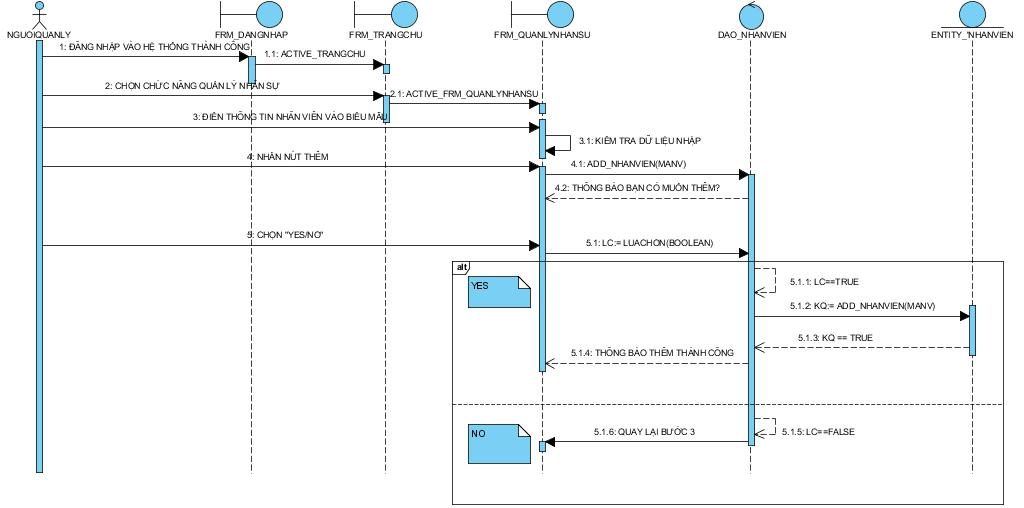 NGUOIQUANLY
FRM_DANGNHAP
FRM_TRANGCHU
FRM_QUANLYNHANSU
DAO_NHANVIEN
ENTITY_NHANVIEN
1: ĐĂNG NHẬP VÀO HỆ THỐNG THÀNH CÔNG
1.1: ACTIVE_TRANGCHU
2: CHỌN CHỨC NĂNG QUẢN LÝ NHÂN SỰ
2.1: ACTIVE_FRM_QUANLYNHANSU
3: ĐIỀN THÔNG TIN NHÂN VIÊN VÀO BIỂU MẪU
3.1: KIỂM TRA DỮ LIỆU NHẬP
4: NHẤN NÚT THÊM
4.1: ADD_NHANVIEN(MANV)
4.2: THÔNG BÁO BẠN CÓ MUỐN THÊM?
5: CHỌN "YES/NO"
5.1: LC:= LUACHON(BOOLEAN)
alt
YES
5.1.1: LC==TRUE
5.1.2: KQ:= ADD_NHANVIEN(MANV)
5.1.3: KQ == TRUE
5.1.4: THÔNG BÁO THÊM THÀNH CÔNG
NO
5.1.6: QUAY LẠI BƯỚC 3
5.1.5: LC==FALSE